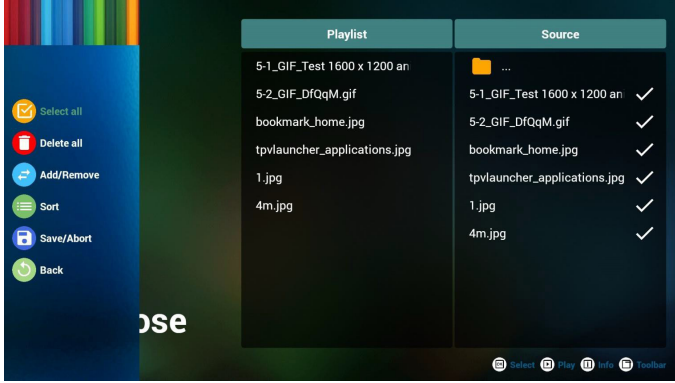 Select all
Delete all
Add/Remove
Sort
Save/Abort
Back
ose
Playlist
5-1_GIF_Test 1600 x 1200 an
5-2_GIF_DfQqM.gif
bookmark_home.jpg
tpvlauncher_applications.jpg
1.jpg
4m.jpg
Source
...
5-1_GIF_Test 1600 x 1200 an
5-2_GIF_DfQqM.gif
bookmark_home.jpg
tpvlauncher_applications.jpg
1.jpg
4m.jpg
Select Play Info Toolbar